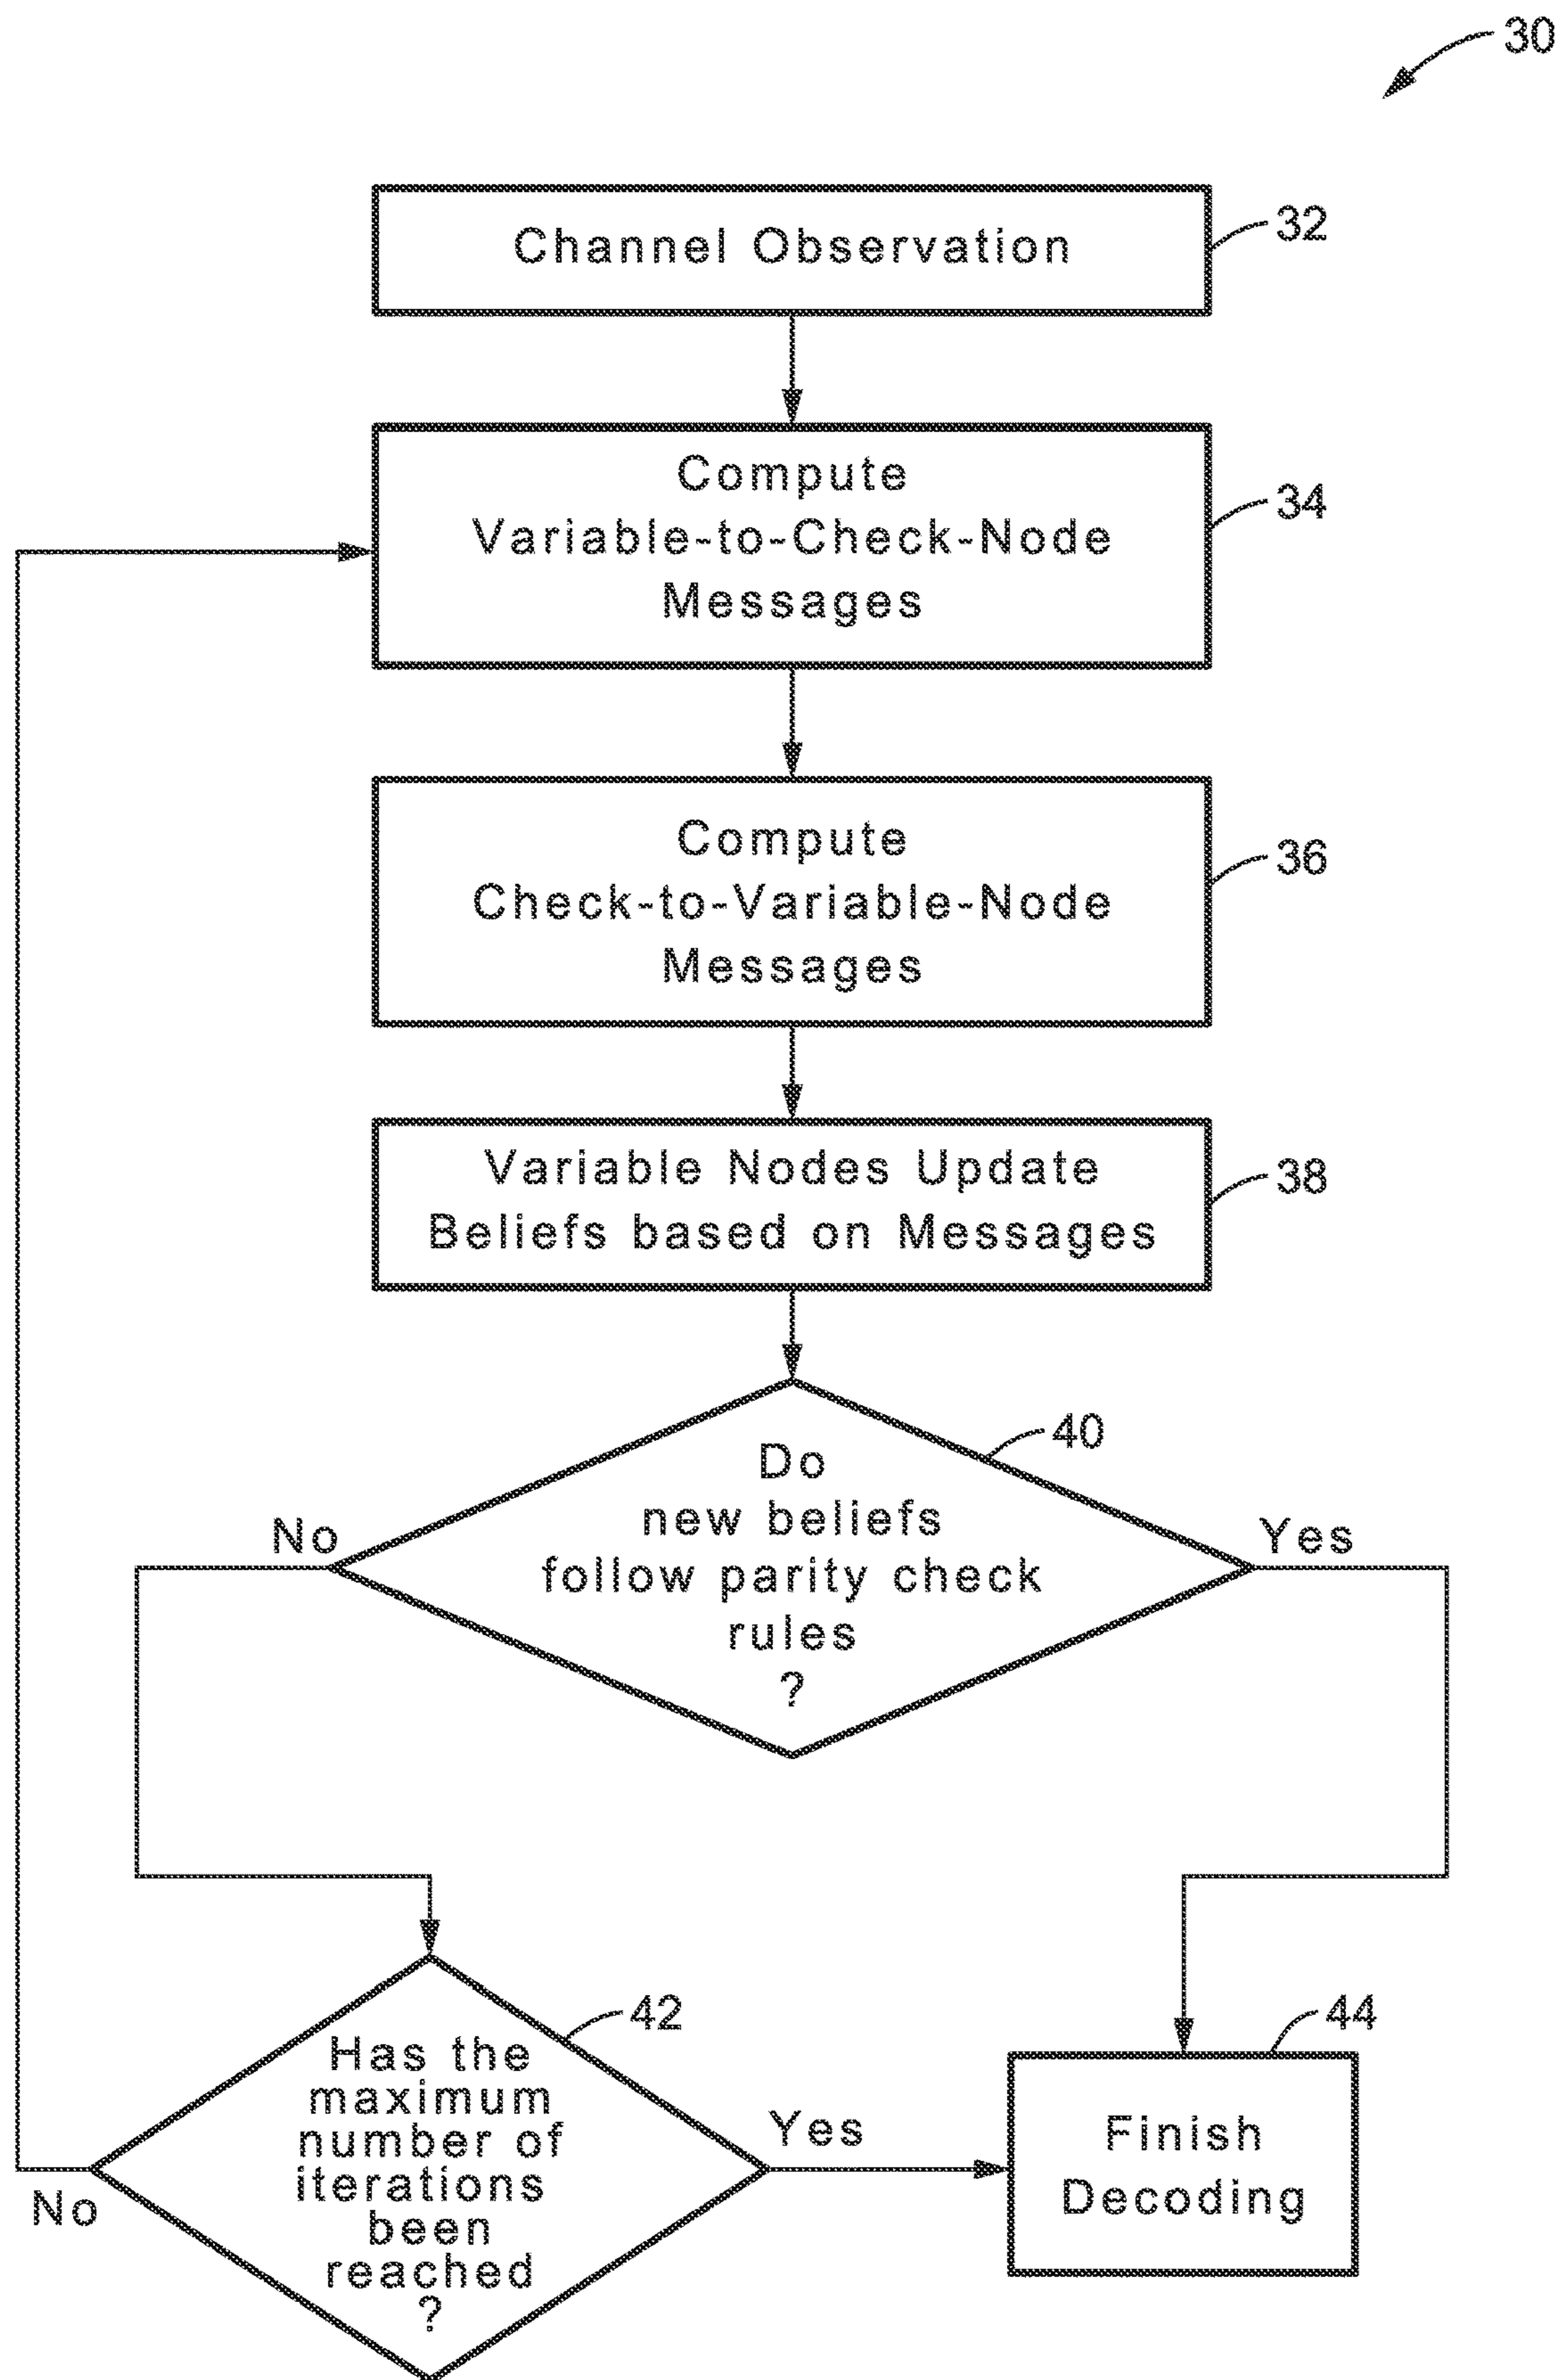 30
Channel Observation
32
Compute
Variable-to-Check-Node
Messages
34
Compute
Check-to-Variable-Node
Messages
36
Variable Nodes Update
Beliefs based on Messages
38
40
Do
new beliefs
follow parity check
rules
?
No
Yes
42
Has the
maximum
number of
iterations
been
reached
?
No
Yes
44
Finish
Decoding